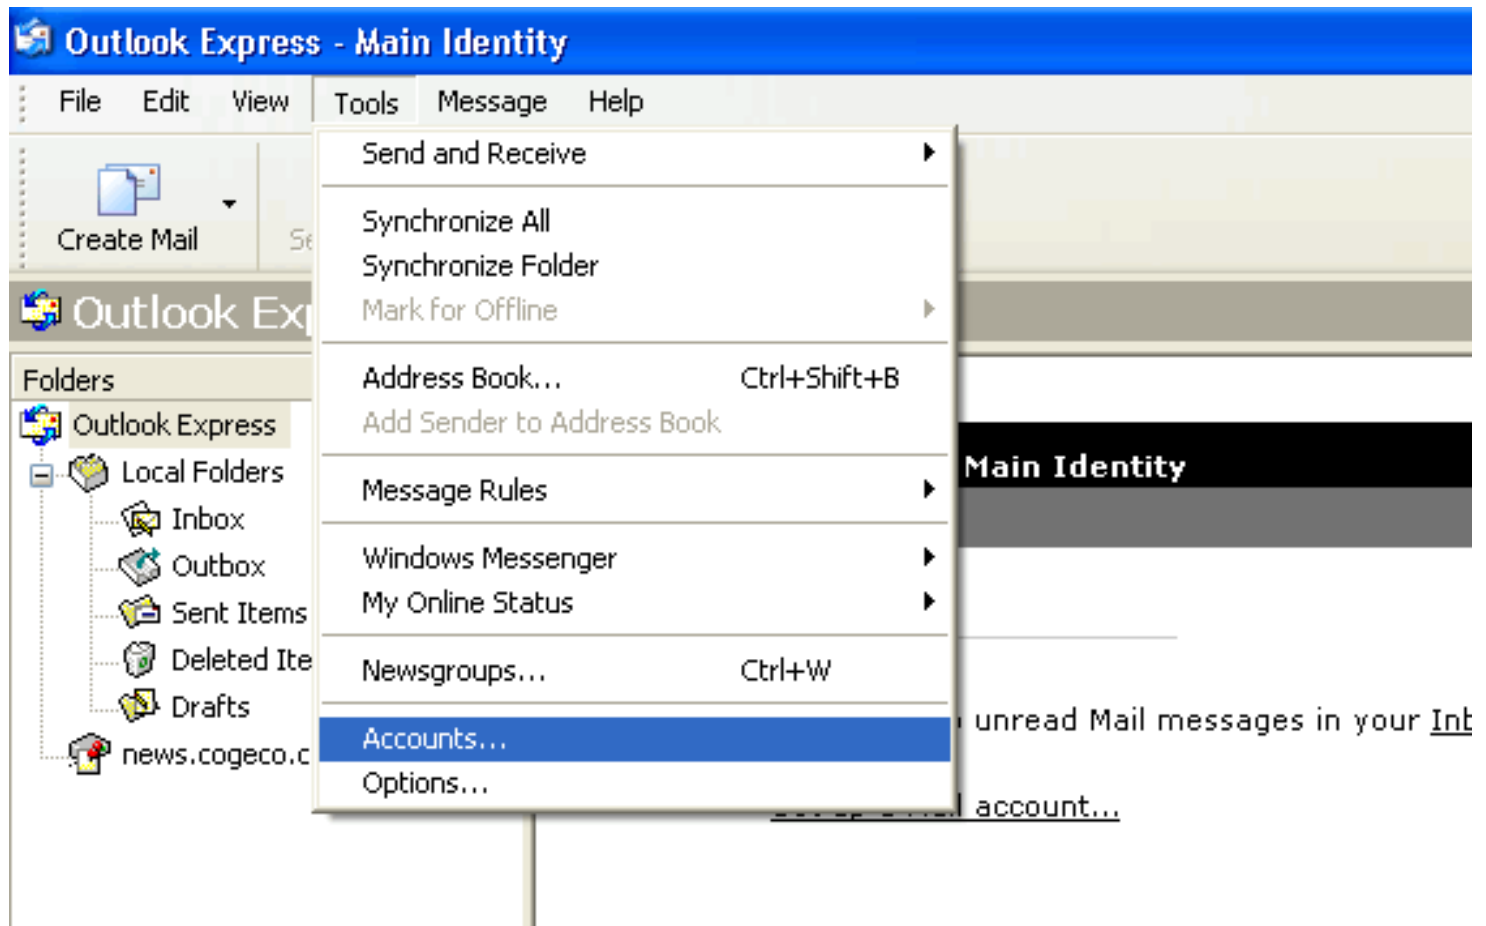 Outlook Express - Main Identity
File Edit View Tools Message Help
Send and Receive
Synchronize All
Create Mail
Synchronize Folder
Outlook
Mark for Offline
Folders
Address Book... Ctrl+Shift+B
Outlook Express
Add Sender to Address Book
Main Identity
Local Folders
Message Rules
Inbox
Windows Messenger
Outbox
My Online Status
Sent Items
Deleted
Newsgroups... Ctrl+W
Drafts
unread Mail messages in your
Accounts...
news.cogeco.c
Options...
account...